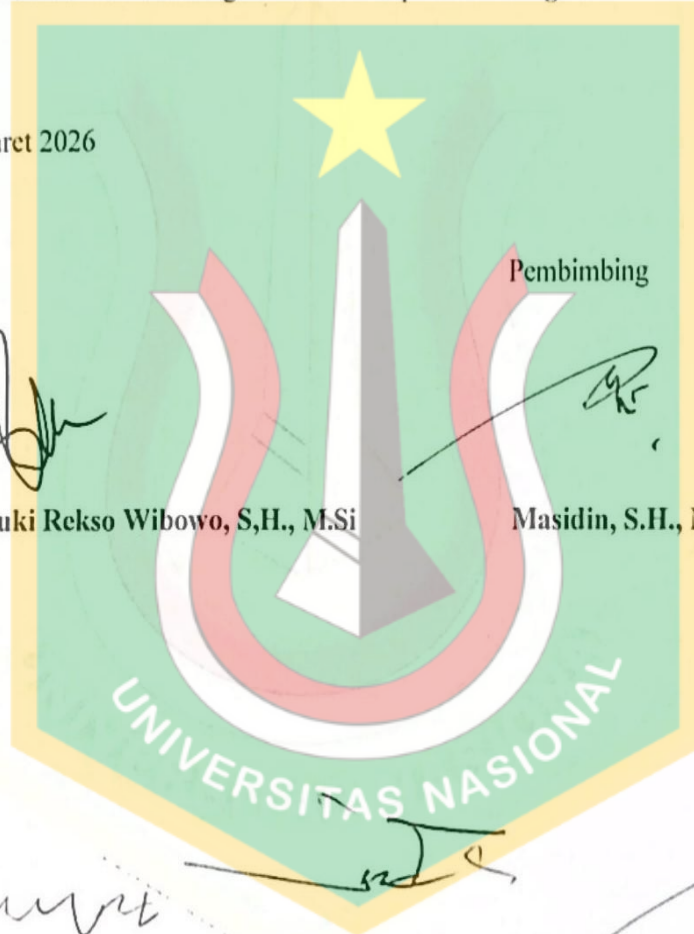 aret 2026
Pembimbing
uki Rekso Wibowo, S,H., M.Si
Masidin, S.H., M
UNIVERSITAS NASIONAL